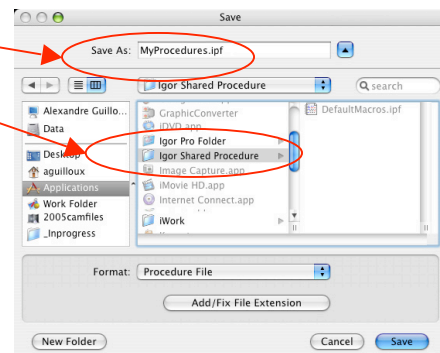 Save
Save As: MyProcedures.ipf
Igor Shared Procedure
search
Alexandre Guillo...
Data
Desktop
aguilloux
Applications
Work Folder
2005camfiles
_Inprogress
GraphicConverter
iDVD.app
Igor Pro Folder
Igor Shared Procedure
Image Capture.app
iMovie HD.app
Internet Connect.app
iWork
DefaultMacros.ipf
Format: Procedure File
Add/Fix File Extension
New Folder
Cancel
Save